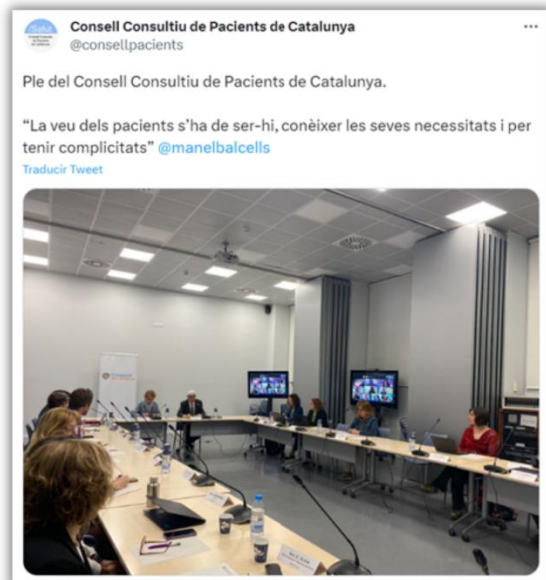 Consell Consultiu de Pacients de Catalunya
@consellpacients
Ple del Consell Consultiu de Pacients de Catalunya.
“La veu dels pacients s’ha de ser-hi, conèixer les seves necessitats i per
tenir complicitats” @manelbalcells
Traducir Tweet